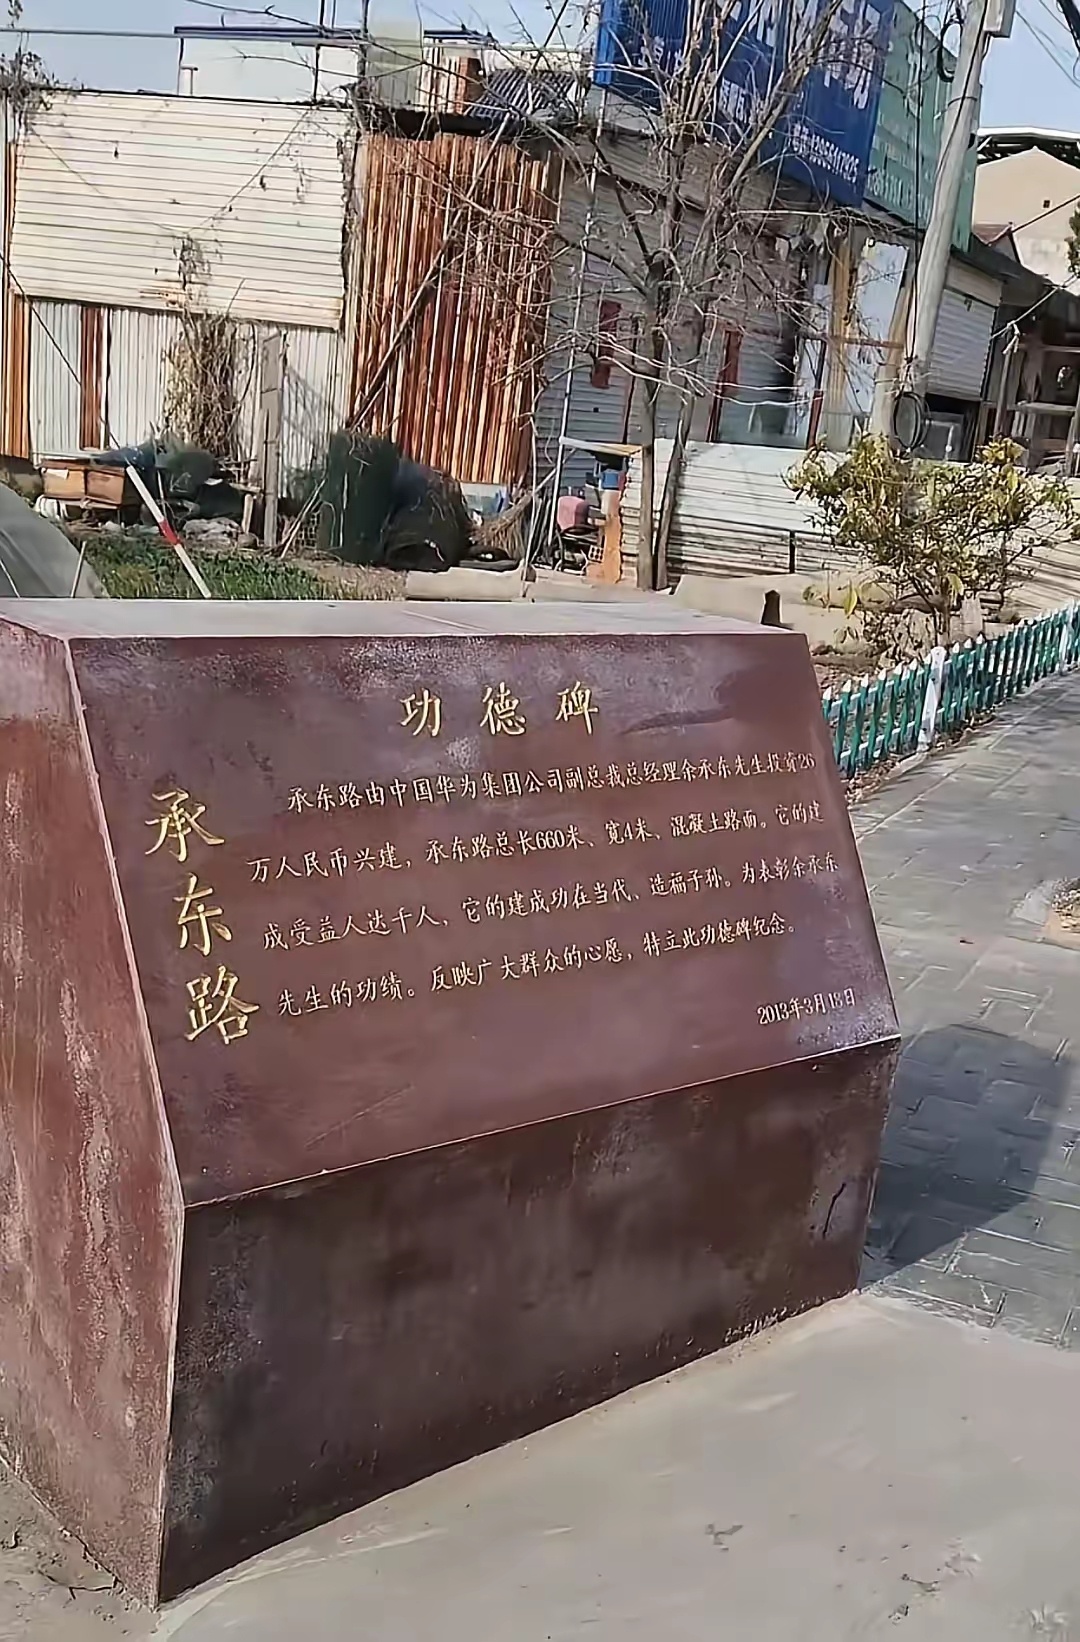 功德碑
承东路
承东路由中国华为集团公司副总裁总经理余承东先生投资26
万人民币兴建，承东路总长660米、宽4米、混凝土路面。它的建
成受益人达千人，它的建成功在当代、造福子孙。为表彰余承东
先生的功绩。反映广大群众的心愿，特立此功德碑纪念。
2013年3月18日